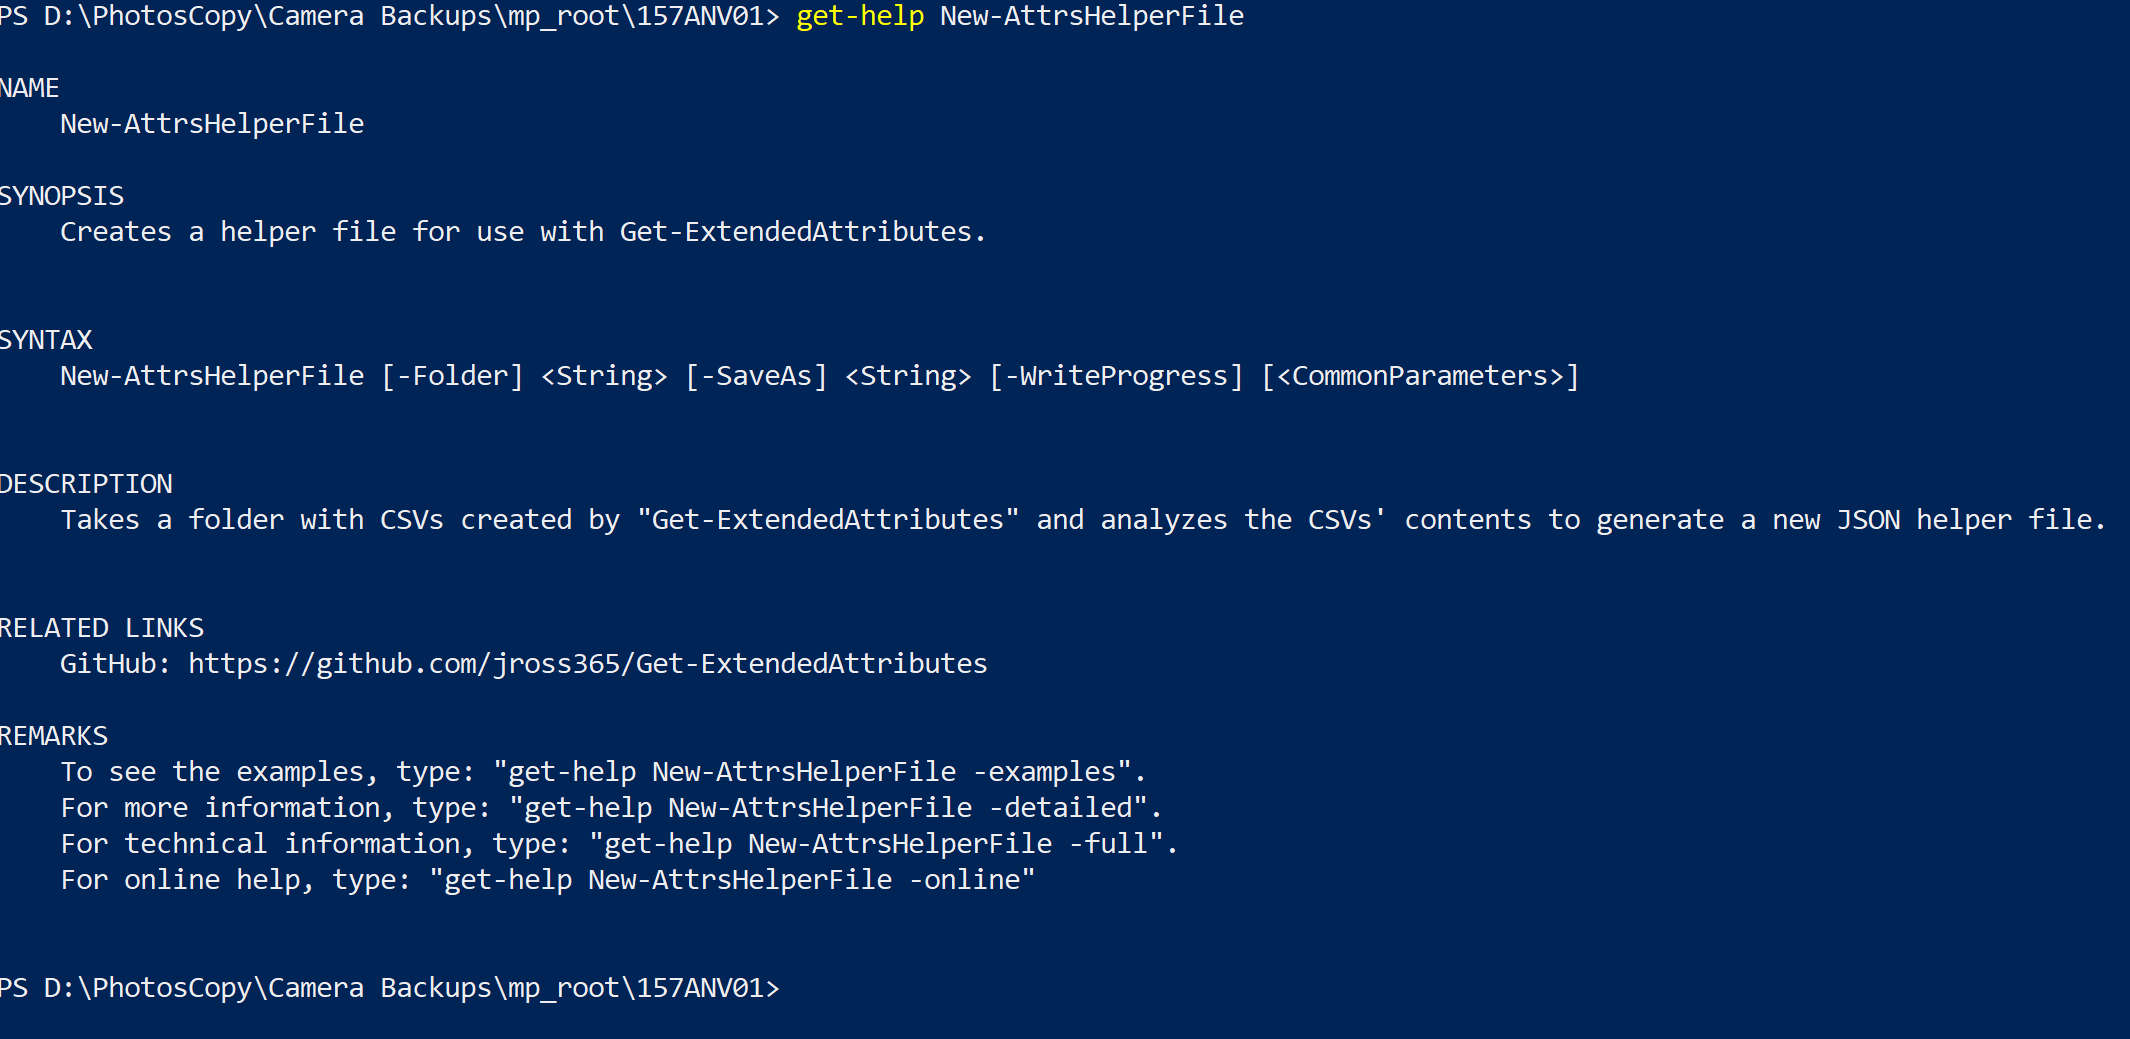 PS D:\PhotosCopy\Camera Backups\mp_root\157ANV01> get-help New-AttrsHelperFile
NAME
New-AttrsHelperFile
SYNOPSIS
Creates a helper file for use with Get-ExtendedAttributes.
SYNTAX
New-AttrsHelperFile [-Folder] <String> [-SaveAs] <String> [-WriteProgress] [<CommonParameters>]
DESCRIPTION
Takes a folder with CSVs created by "Get-ExtendedAttributes" and analyzes the CSVs' contents to generate a new JSON helper file.
RELATED LINKS
GitHub: https://github.com/jross365/Get-ExtendedAttributes
REMARKS
To see the examples, type: "get-help New-AttrsHelperFile -examples".
For more information, type: "get-help New-AttrsHelperFile -detailed".
For technical information, type: "get-help New-AttrsHelperFile -full".
For online help, type: "get-help New-AttrsHelperFile -online"
PS D:\PhotosCopy\Camera Backups\mp_root\157ANV01>